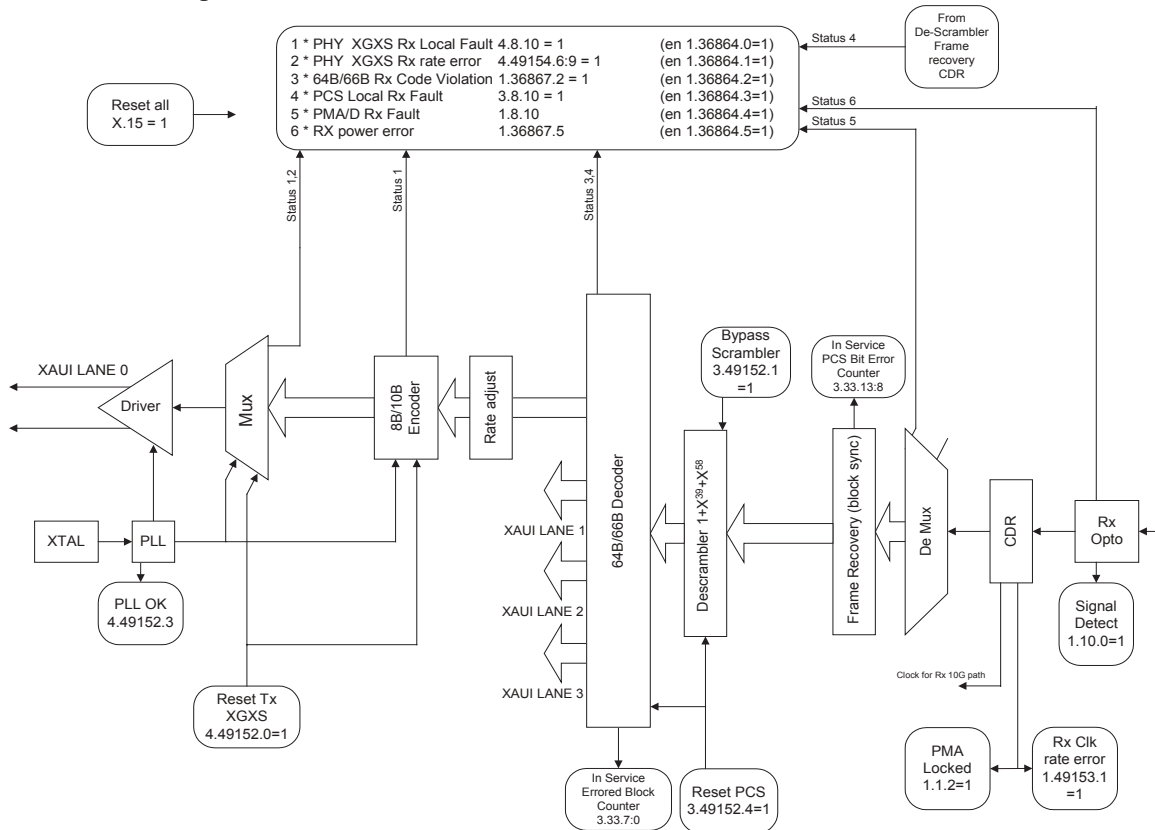 1 * PHY XGXS Rx Local Fault 4.8.10 = 1 (en 1.36864.0=1)
2 * PHY XGXS Rx rate error 4.49154.6:9 = 1 (en 1.36864.1=1)
3 * 64B/66B Rx Code Violation 1.36867.2 = 1 (en 1.36864.2=1)
4 * PCS Local Rx Fault 3.8.10 = 1 (en 1.36864.3=1)
5 * PMA/D Rx Fault 1.8.10 (en 1.36864.4=1)
6 * RX power error 1.36867.5 (en 1.36864.5=1)
Status 4
From
De-Scrambler
Frame
recovery
CDR
Reset all
X.15 = 1
Status 6
Status 5
Status 1,2
Status 1
Status 3,4
Bypass
Scrambler
3.49152.1
=1
In Service
PCS Bit Error
Counter
3.33.13:8
XAUI LANE 0
Driver
Mux
8B/10B
Encoder
Rate adjust
64B/66B Decoder
Descrambler 1+X³⁹+X⁵⁸
Frame Recovery (block sync)
De Mux
CDR
Rx
Opto
XAUI LANE 1
XAUI LANE 2
XAUI LANE 3
XTAL
PLL
PLL OK
4.49152.3
Signal
Detect
1.10.0=1
Clock for Rx 10G path
Reset Tx
XGXS
4.49152.0=1
In Service
Errored Block
Counter
3.33.7:0
Reset PCS
3.49152.4=1
PMA
Locked
1.1.2=1
Rx Clk
rate error
1.49153.1
=1